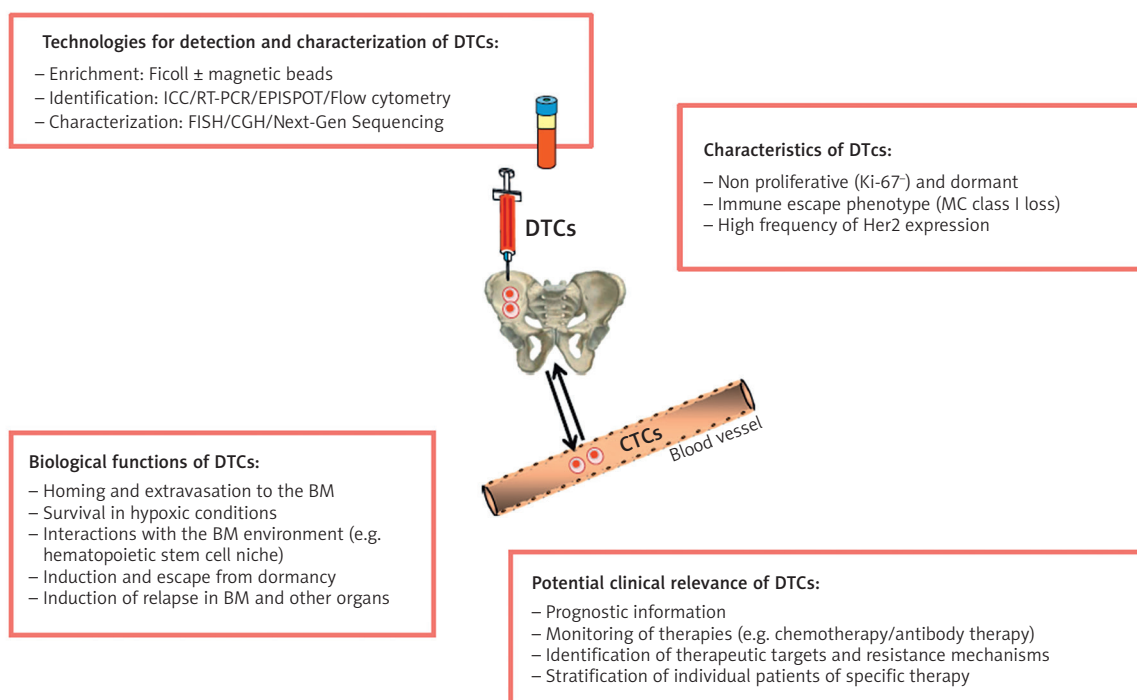 Technologies for detection and characterization of DTCs:
– Enrichment: Ficoll ± magnetic beads
– Identification: ICC/RT-PCR/EPISPOT/Flow cytometry
– Characterization: FISH/CGH/Next-Gen Sequencing
Characteristics of DTcs:
– Non proliferative (Ki-67⁻) and dormant
– Immune escape phenotype (MC class I loss)
– High frequency of Her2 expression
DTCs
CTCs
Blood vessel
Biological functions of DTCs:
– Homing and extravasation to the BM
– Survival in hypoxic conditions
– Interactions with the BM environment (e.g.
hematopoietic stem cell niche)
– Induction and escape from dormancy
– Induction of relapse in BM and other organs
Potential clinical relevance of DTCs:
– Prognostic information
– Monitoring of therapies (e.g. chemotherapy/antibody therapy)
– Identification of therapeutic targets and resistance mechanisms
– Stratification of individual patients of specific therapy